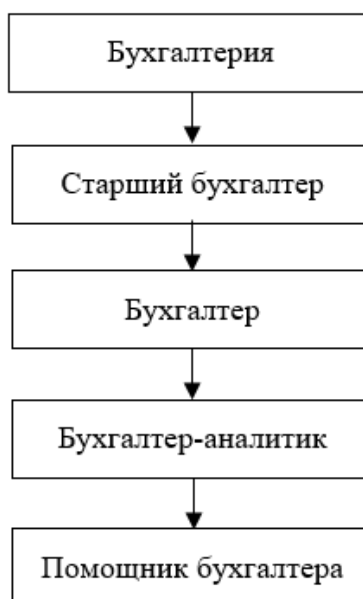 Бухгалтерия
Старший бухгалтер
Бухгалтер
Бухгалтер-аналитик
Помощник бухгалтера